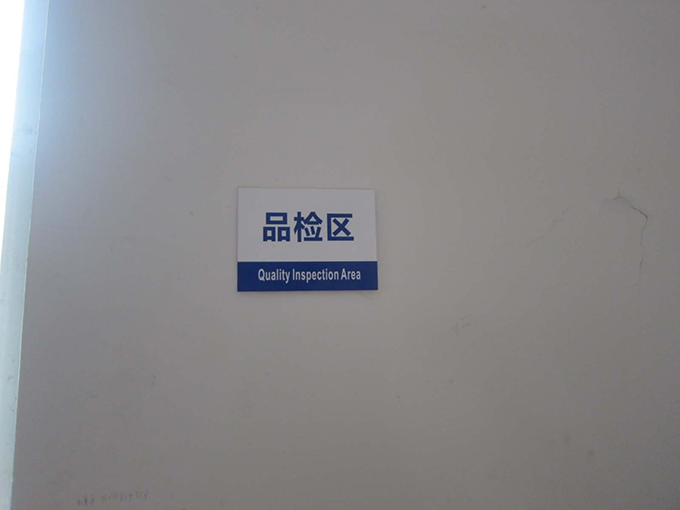 品检区
Quality Inspection Area